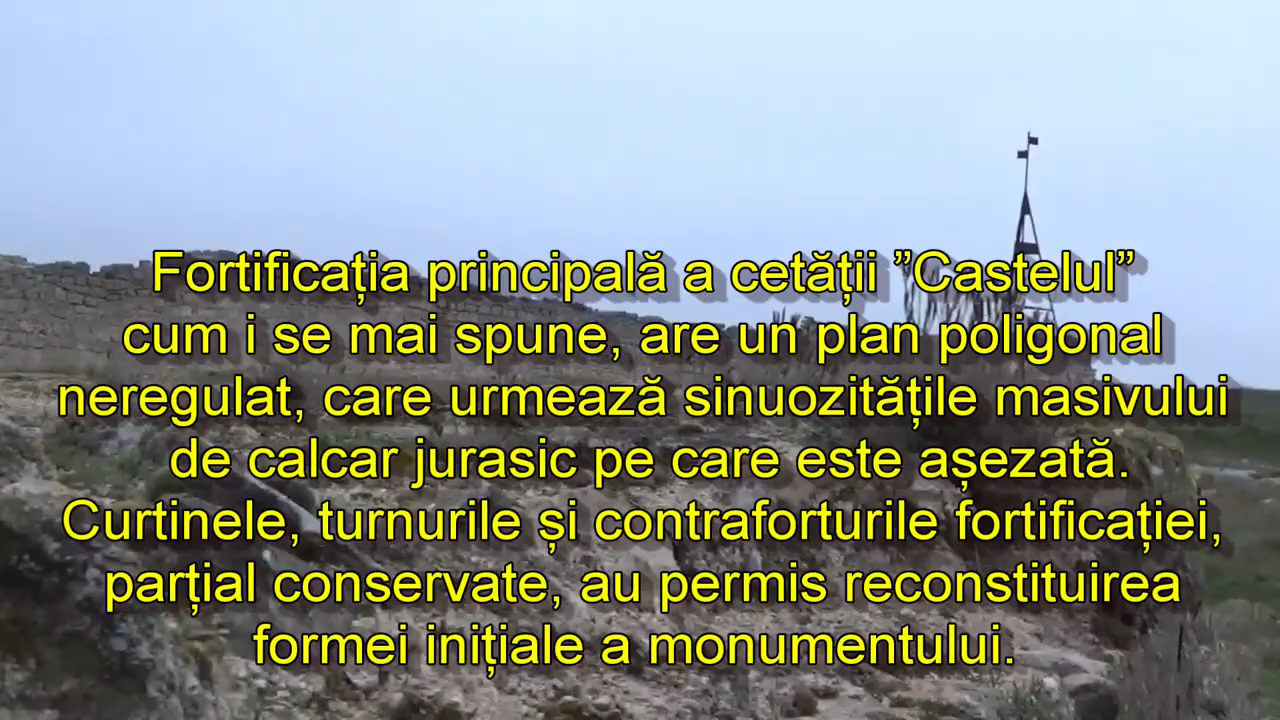 Fortificația principală a cetății ”Castelul”
cum i se mai spune, are un plan poligonal
neregulat, care urmează sinuozitățile masivului
de calcar jurasic pe care este așezată.
Curtinele, turnurile și contraforturile fortificației,
parțial conservate, au permis reconstituirea
formei inițiale a monumentului.